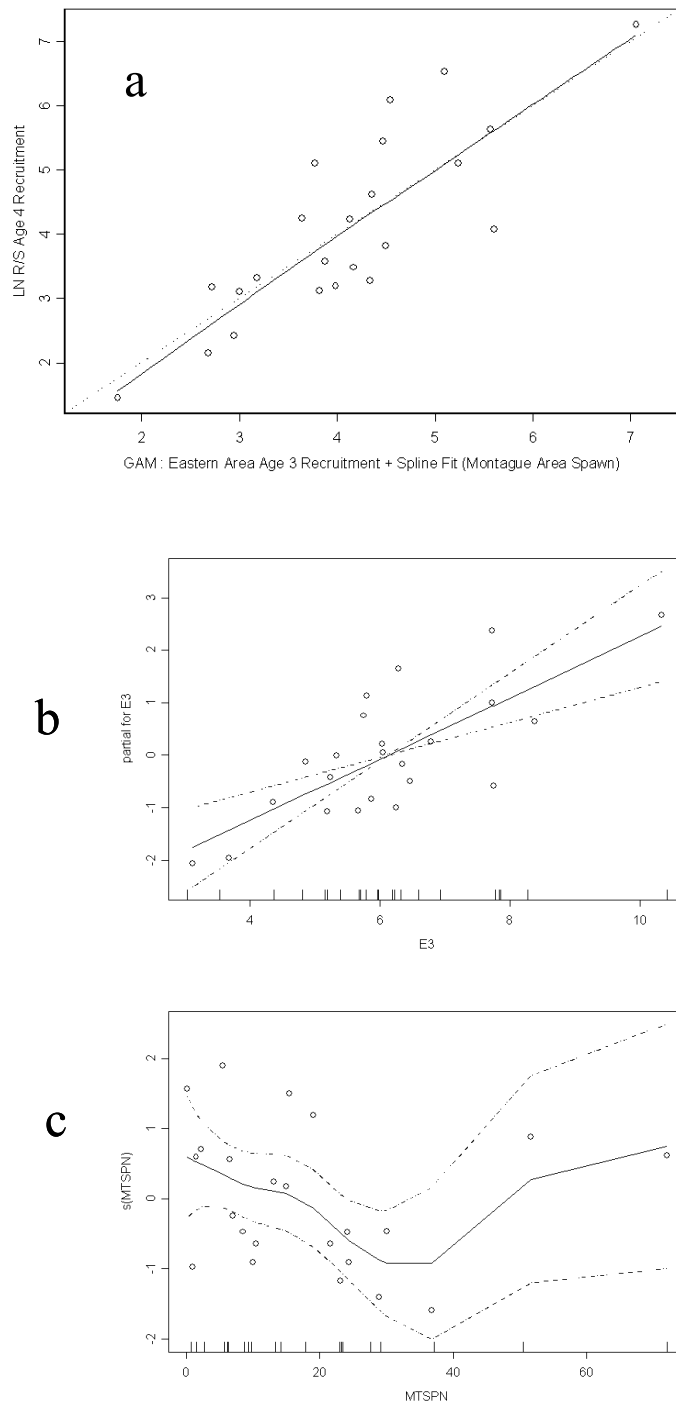 a
7
6
5
4
3
2
LN R/S Age 4 Recruitment
2 3 4 5 6 7
GAM : Eastern Area Age 3 Recruitment + Spline Fit (Montague Area Spawn)
b
3
2
1
0
-1
-2
partial for E3
4 6 8 10
E3
c
2
1
0
-1
-2
s(MTSPN)
0 20 40 60
MTSPN